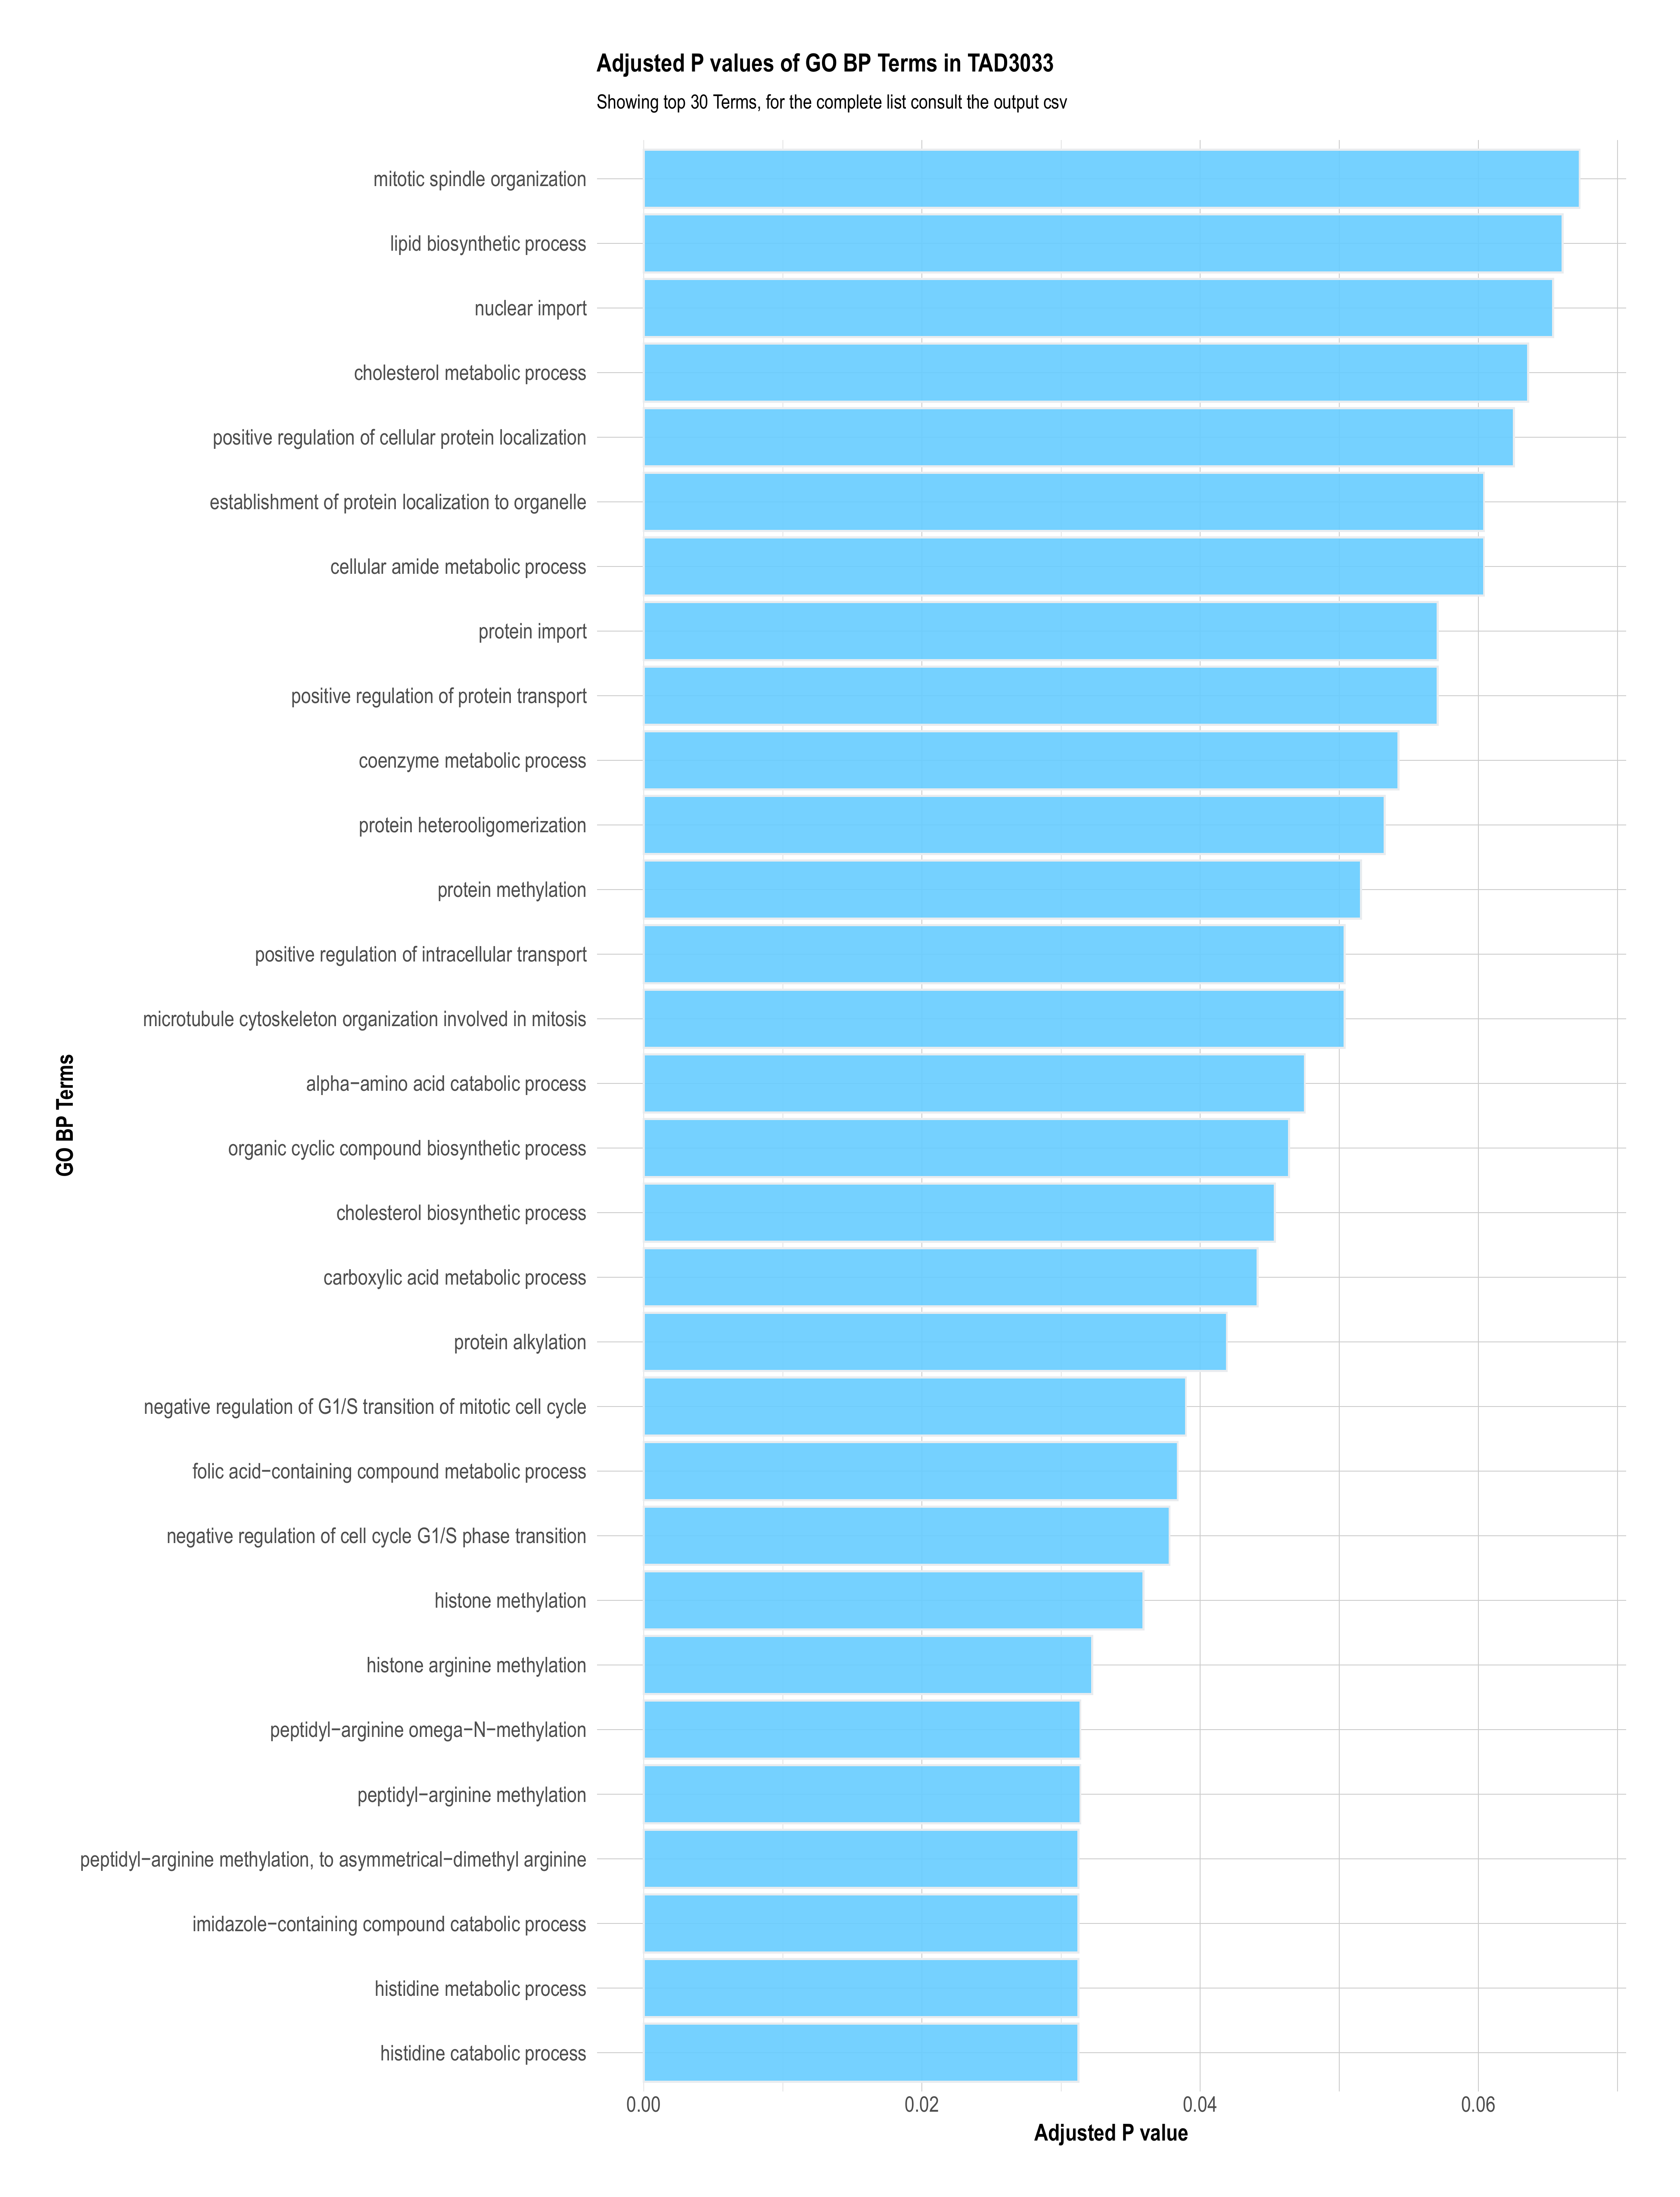 Adjusted P values of GO BP Terms in TAD3033
Showing top 30 Terms, for the complete list consult the output csv
mitotic spindle organization
lipid biosynthetic process
nuclear import
cholesterol metabolic process
positive regulation of cellular protein localization
establishment of protein localization to organelle
cellular amide metabolic process
protein import
positive regulation of protein transport
coenzyme metabolic process
protein heterooligomerization
protein methylation
positive regulation of intracellular transport
microtubule cytoskeleton organization involved in mitosis
alpha−amino acid catabolic process
organic cyclic compound biosynthetic process
cholesterol biosynthetic process
carboxylic acid metabolic process
protein alkylation
negative regulation of G1/S transition of mitotic cell cycle
folic acid−containing compound metabolic process
negative regulation of cell cycle G1/S phase transition
histone methylation
histone arginine methylation
peptidyl−arginine omega−N−methylation
peptidyl−arginine methylation
peptidyl−arginine methylation, to asymmetrical−dimethyl arginine
imidazole−containing compound catabolic process
histidine metabolic process
histidine catabolic process
GO BP Terms
0.00 0.02 0.04 0.06
Adjusted P value